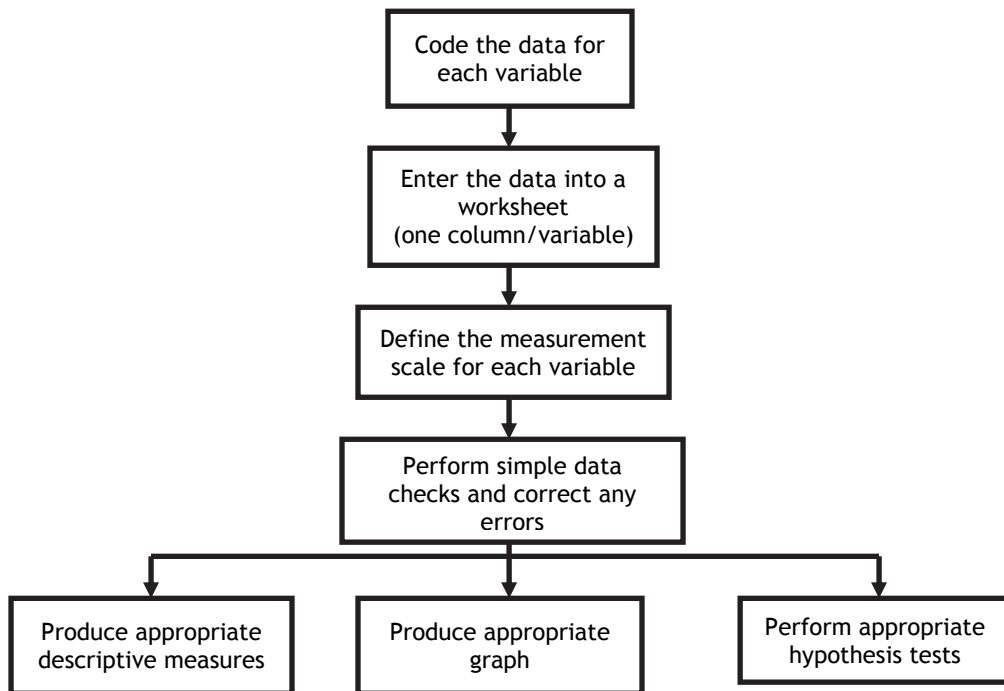 Code the data for
each variable
Enter the data into a
worksheet
(one column/variable)
Define the measurement
scale for each variable
Perform simple data
checks and correct any
errors
Produce appropriate
descriptive measures
Produce appropriate
graph
Perform appropriate
hypothesis tests